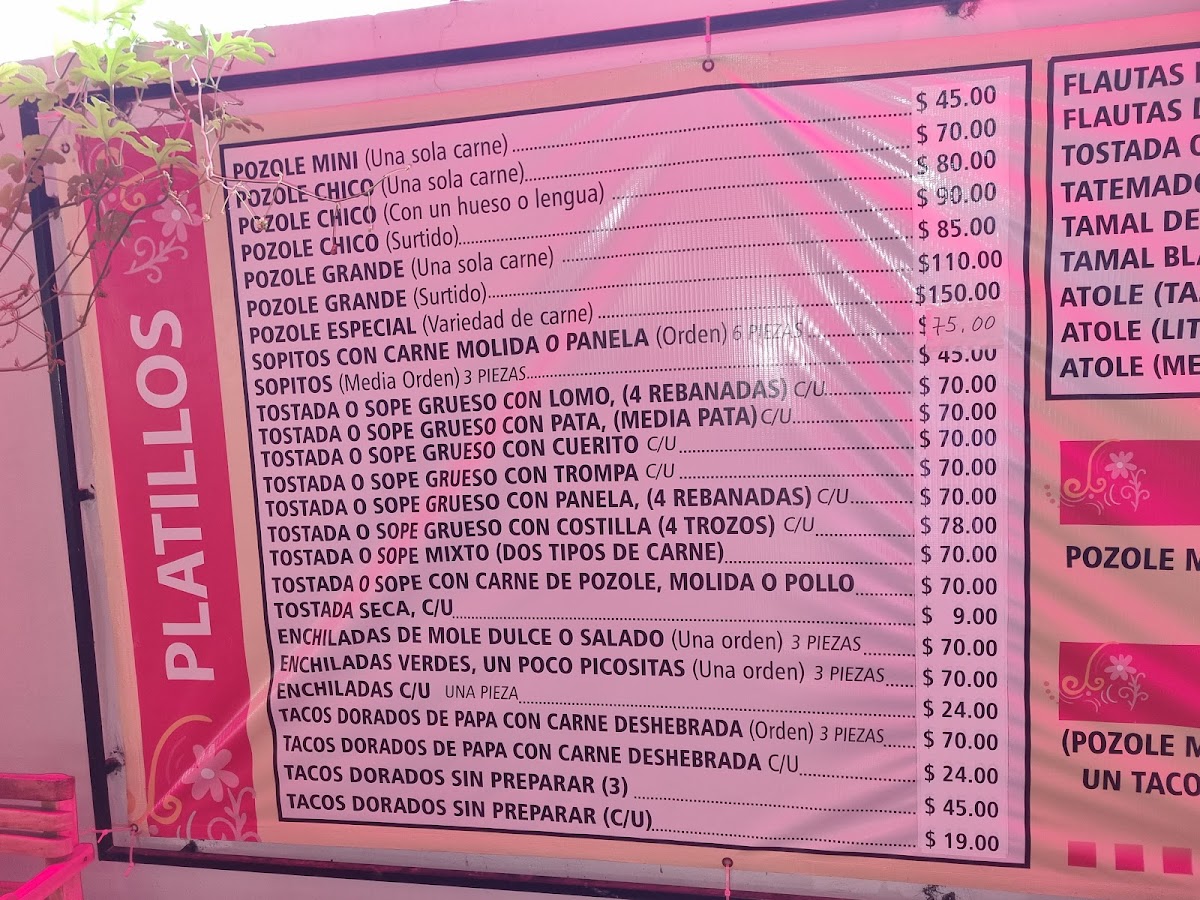 PLATILLOS
POZOLE MINI (Una sola carne) $ 45.00
POZOLE CHICO (Una sola carne) $ 70.00
POZOLE CHICO (Con un hueso o lengua) $ 80.00
POZOLE CHICO (Surtido) $ 90.00
POZOLE GRANDE (Una sola carne) $ 85.00
POZOLE GRANDE (Surtido) $110.00
POZOLE ESPECIAL (Variedad de carne) $150.00
SOPITOS CON CARNE MOLIDA O PANELA (Orden) 6 PIEZAS $75.00
SOPITOS (Media Orden) 3 PIEZAS $ 45.00
TOSTADA O SOPE GRUESO CON LOMO, (4 REBANADAS) C/U $ 70.00
TOSTADA O SOPE GRUESO CON PATA, (MEDIA PATA) C/U $ 70.00
TOSTADA O SOPE GRUESO CON CUERITO C/U $ 70.00
TOSTADA O SOPE GRUESO CON TROMPA C/U $ 70.00
TOSTADA O SOPE GRUESO CON PANELA, (4 REBANADAS) C/U $ 70.00
TOSTADA O SOPE GRUESO CON COSTILLA (4 TROZOS) C/U $ 78.00
TOSTADA O SOPE MIXTO (DOS TIPOS DE CARNE) $ 70.00
TOSTADA O SOPE CON CARNE DE POZOLE, MOLIDA O POLLO $ 70.00
TOSTADA SECA, C/U $ 9.00
ENCHILADAS DE MOLE DULCE O SALADO (Una orden) 3 PIEZAS $ 70.00
ENCHILADAS VERDES, UN POCO PICOSITAS (Una orden) 3 PIEZAS $ 70.00
ENCHILADAS C/U UNA PIEZA $ 24.00
TACOS DORADOS DE PAPA CON CARNE DESHEBRADA (Orden) 3 PIEZAS $ 70.00
TACOS DORADOS DE PAPA CON CARNE DESHEBRADA C/U $ 24.00
TACOS DORADOS SIN PREPARAR (3) $ 45.00
TACOS DORADOS SIN PREPARAR (C/U) $ 19.00
FLAUTAS
FLAUTAS
TOSTADA
TATEMADO
TAMAL DE
TAMAL
ATOLE
ATOLE
ATOLE
POZOLE
(POZOLE
UN TACO